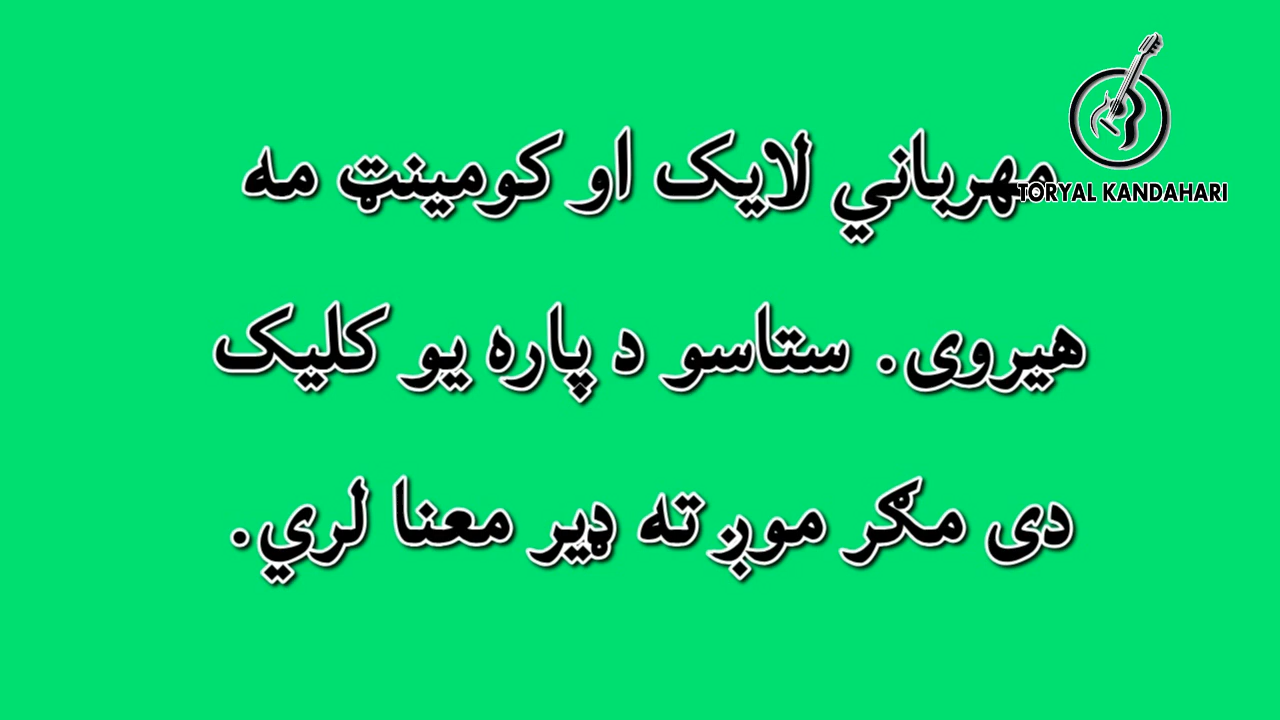 TORYAL KANDAHARI
مهرباني لایک او کومینټ مه
هیروی. ستاسو د پاره یو کلیک
دی مګر موږ ته ډیر معنا لري.